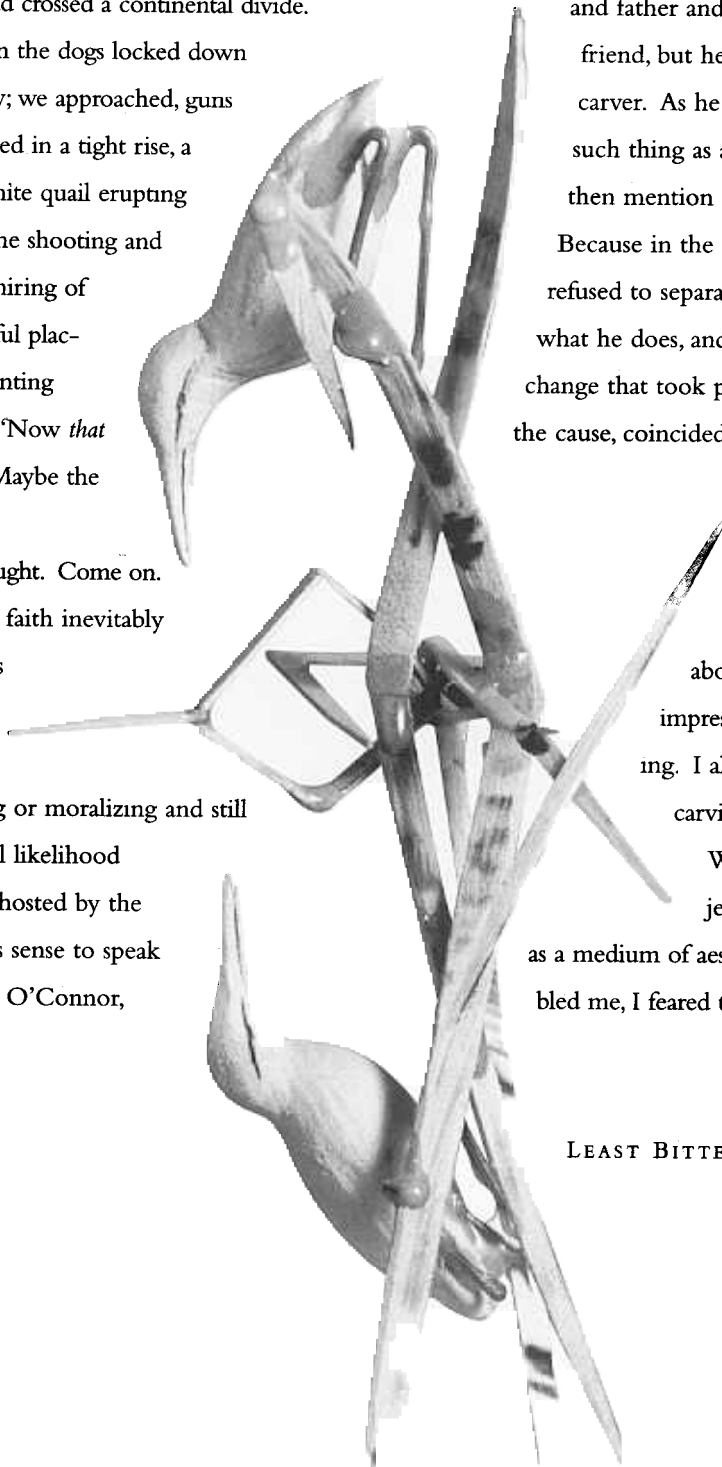 d crossed a continental divide.
n the dogs locked down
y; we approached, guns
ed in a tight rise, a
hite quail erupting
he shooting and
niring of
ful plac-
nting
“Now that
Maybe the
ught. Come on.
faith inevitably
s
g or moralizing and still
l likelihood
hosted by the
s sense to speak
O’Connor,
and father and
friend, but he
carver. As he
such thing as a
then mention
Because in the
refused to separa
what he does, and
change that took p
the cause, coincided
abo
impres
ing. I al
carvi
W
je
as a medium of aes
bled me, I feared t
LEAST BITTE